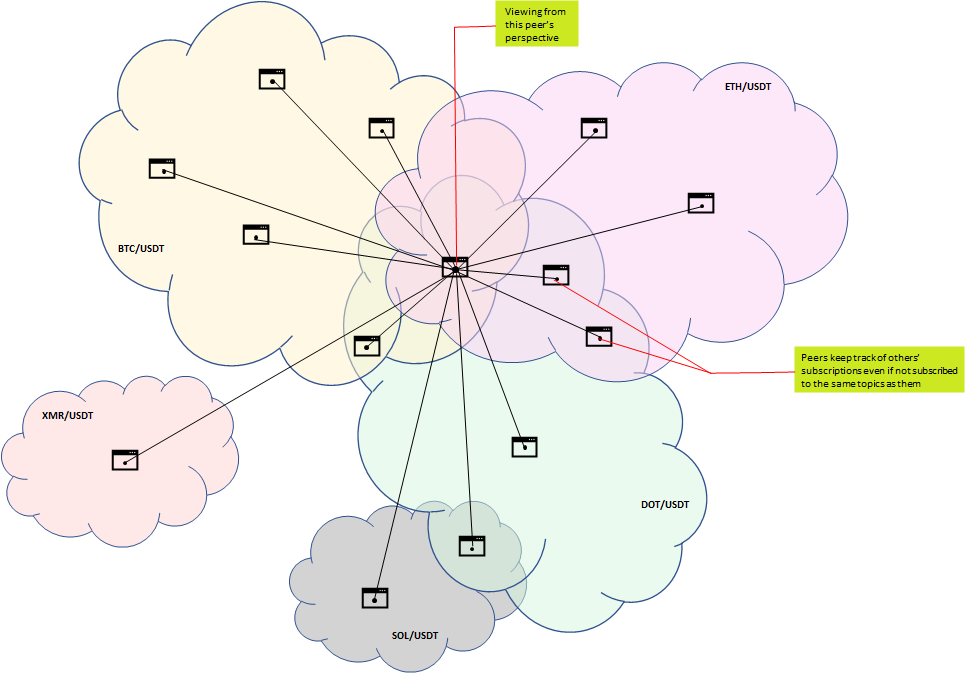 Viewing from
this peer's
perspective
ETH/USDT
BTC/USDT
Peers keep track of others'
subscriptions even if not subscribed
to the same topics as them
XMR/USDT
DOT/USDT
SOL/USDT